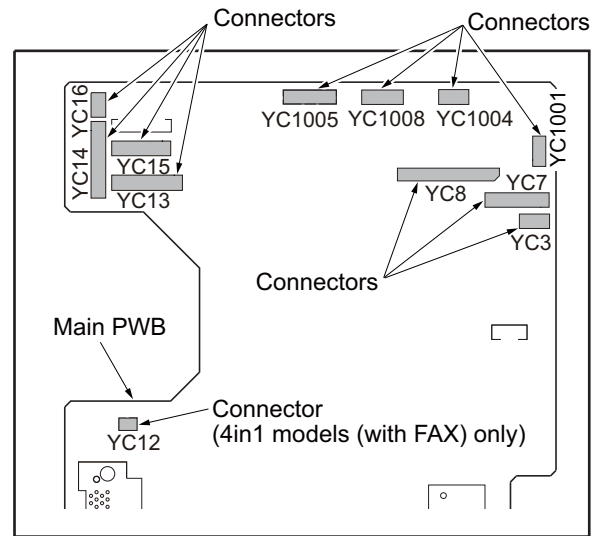 Connectors
Connectors
YC16
YC14
YC15
YC13
YC1005
YC1008
YC1004
YC1001
YC8
YC7
YC3
Connectors
Main PWB
Connector
(4in1 models (with FAX) only)
YC12